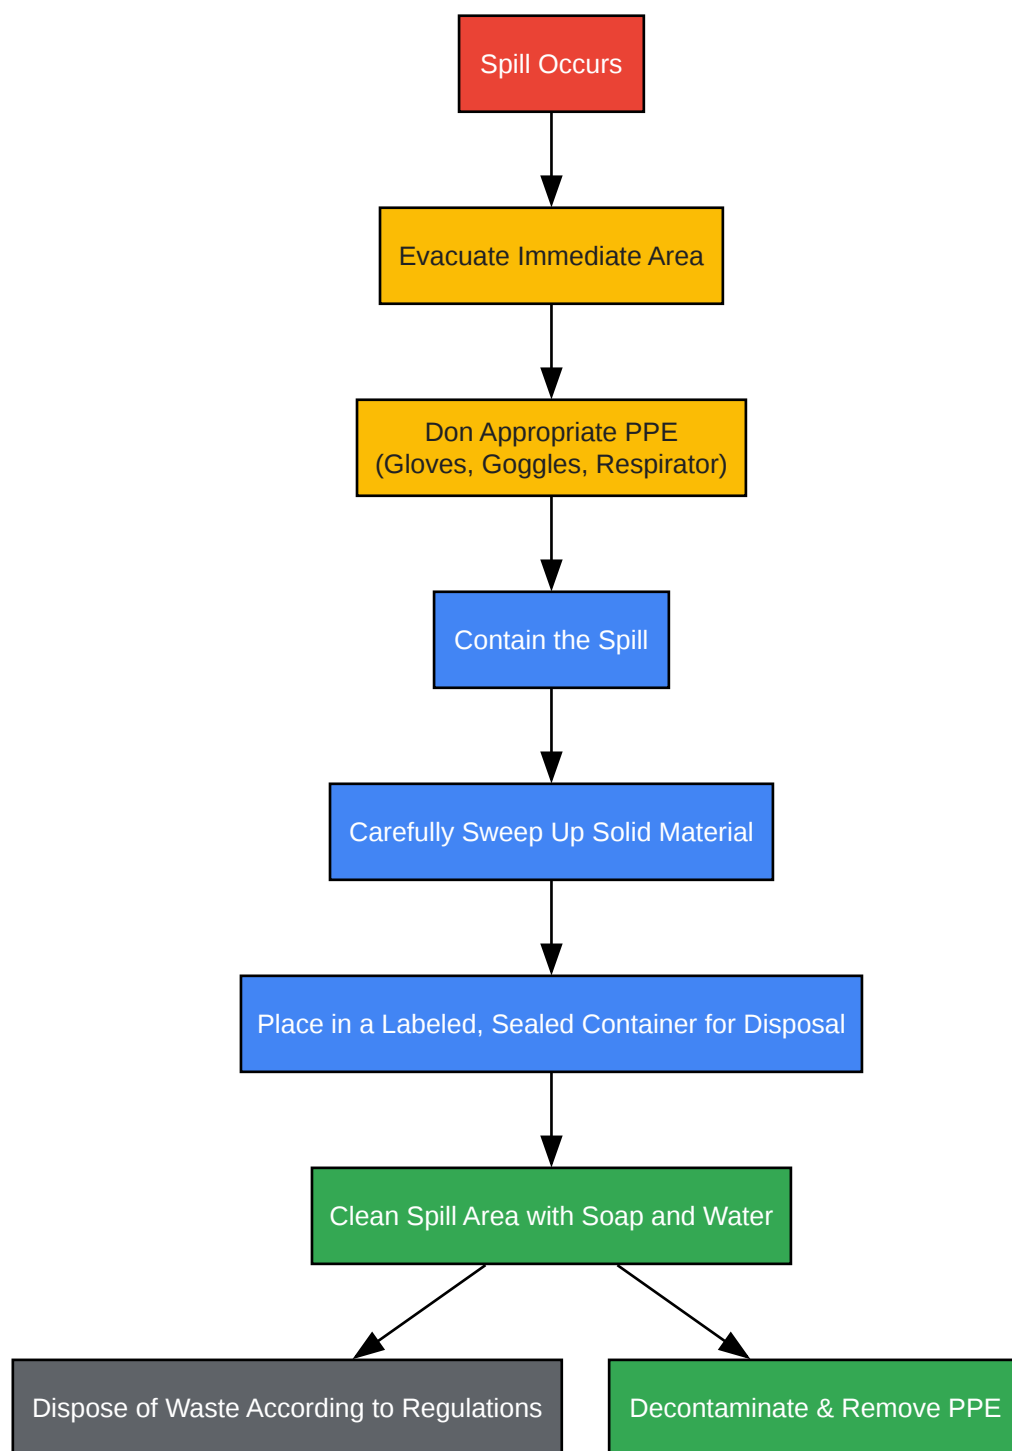 Spill Occurs
Evacuate Immediate Area
Don Appropriate PPE
(Gloves, Goggles, Respirator)
Contain the Spill
Carefully Sweep Up Solid Material
Place in a Labeled, Sealed Container for Disposal
Clean Spill Area with Soap and Water
Dispose of Waste According to Regulations
Decontaminate & Remove PPE